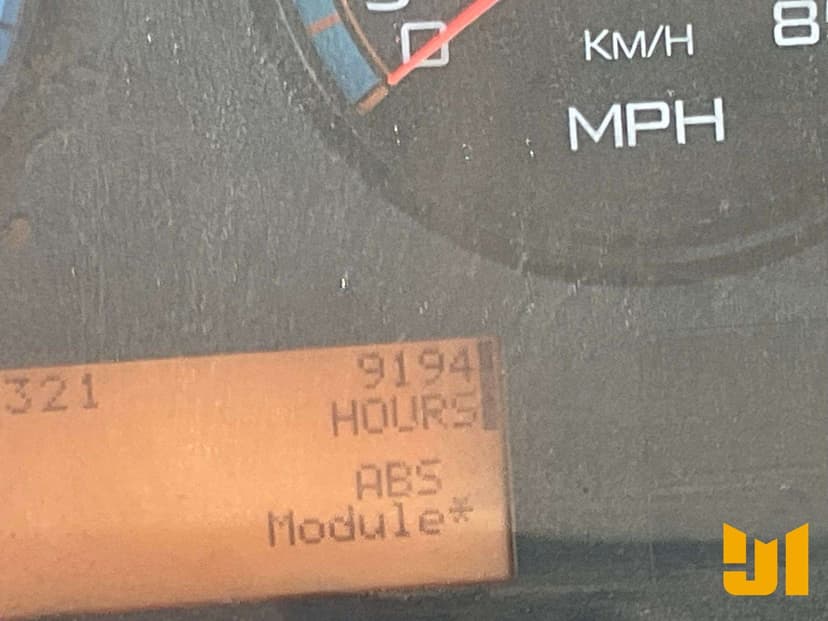 0
KM/H
MPH
321 9194
HOURS
ABS
Module*